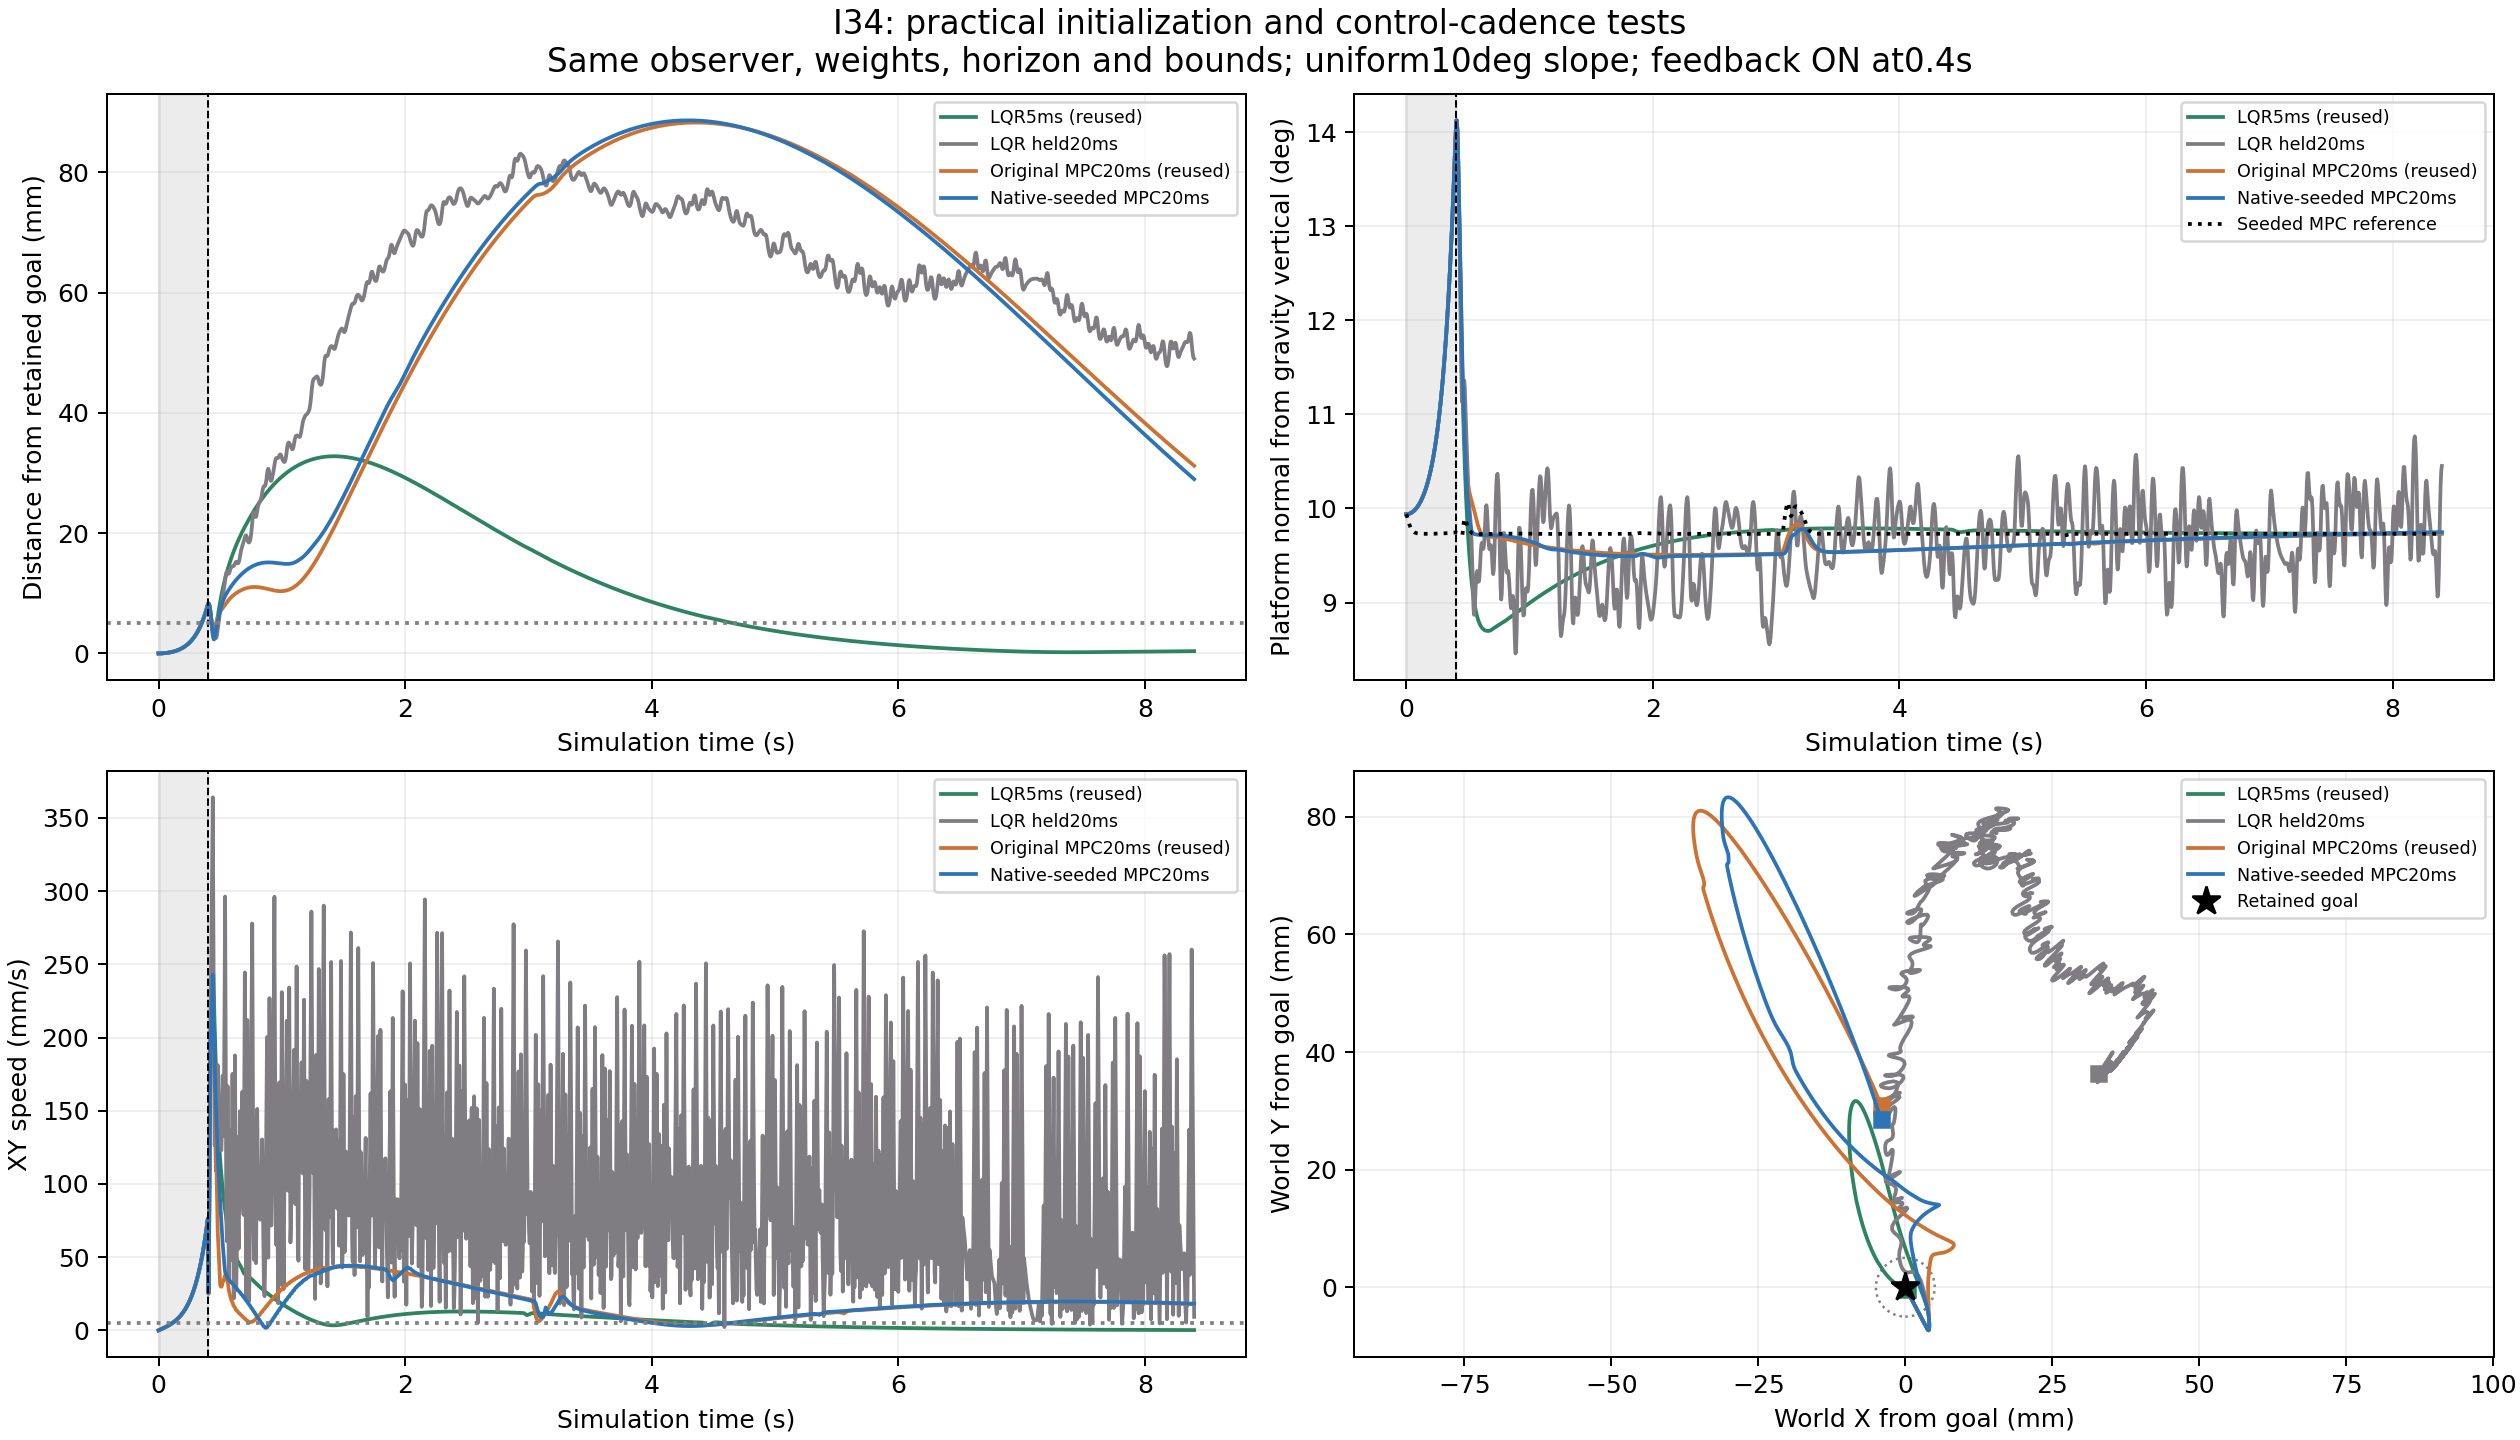 I34: practical initialization and control-cadence tests
Same observer, weights, horizon and bounds; uniform10deg slope; feedback ON at0.4s
Distance from retained goal (mm)
80
60
40
20
0
LQR5ms (reused)
LQR held20ms
Original MPC20ms (reused)
Native-seeded MPC20ms
0 2 4 6 8
Simulation time (s)
Platform normal from gravity vertical (deg)
14
13
12
11
10
9
LQR5ms (reused)
LQR held20ms
Original MPC20ms (reused)
Native-seeded MPC20ms
Seeded MPC reference
0 2 4 6 8
Simulation time (s)
XY speed (mm/s)
350
300
250
200
150
100
50
0
LQR5ms (reused)
LQR held20ms
Original MPC20ms (reused)
Native-seeded MPC20ms
0 2 4 6 8
Simulation time (s)
World Y from goal (mm)
80
60
40
20
0
LQR5ms (reused)
LQR held20ms
Original MPC20ms (reused)
Native-seeded MPC20ms
Retained goal
−75 −50 −25 0 25 50 75 100
World X from goal (mm)